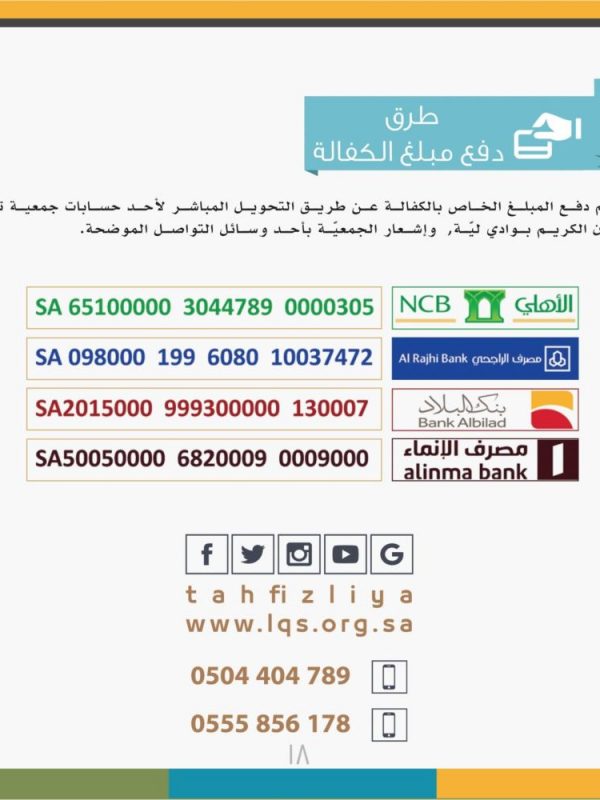 طرق
دفع مبلغ الكفالة
دفع المبلغ الخاص بالكفالة عن طريق التحويل المباشر لأحد حسابات جمعية
الكريم بوادي ليّة, وإشعار الجمعيّة بأحد وسائل التواصل الموضحة.
SA 65100000 3044789 0000305
NCB الأهلي
SA 098000 199 6080 10037472
Al Rajhi Bank مصرف الراجحي
SA2015000 999300000 130007
بنك البلاد
Bank Albilad
SA50050000 6820009 0009000
مصرف الإنماء
alinma bank
tahfizliya
www.lqs.org.sa
0504 404 789
0555 856 178
١٨